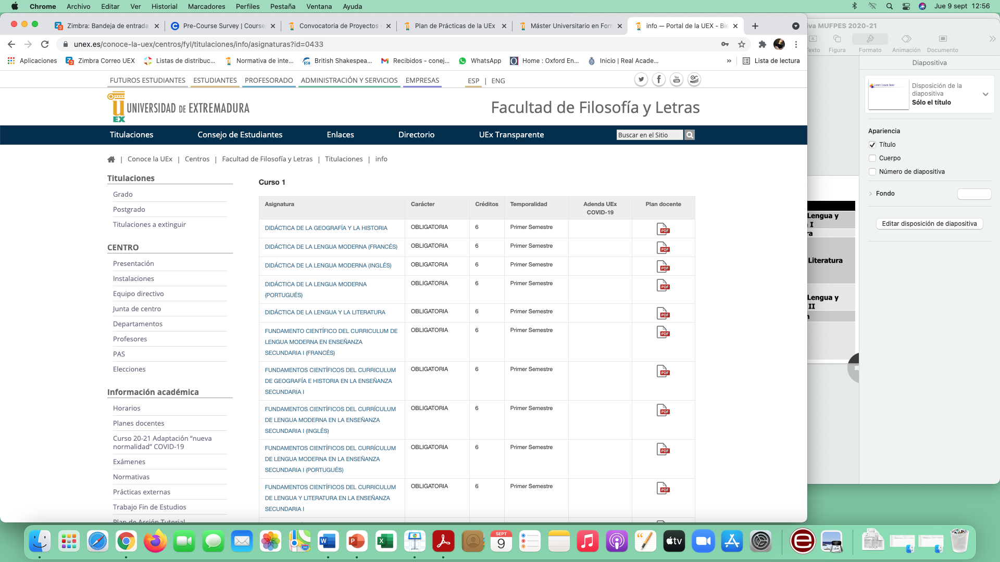 Chrome Archivo Editar Ver Historial Marcadores Perfiles Pestaña Ventana Ayuda Jue 9 sept 12:56
Zimbra: Bandeja de entrada Pre-Course Survey | Course Convocatoria de Proyectos Plan de Prácticas de la UEx Máster Universitario en Forn info — Portal de la UEX - Bie
iva MUFPES 2020-21
unex.es/conoce-la-uex/centros/fyl/titulaciones/info/asignaturas?id=0433
Texto Figura Formato Animación Documento
Aplicaciones Zimbra Correo UEX Listas de distribuc... Normativa de inte... British Shakespea... Recibidos - conej... WhatsApp Home : Oxford En... Inicio | Real Acade... » Lista de lectura
Diapositiva
FUTUROS ESTUDIANTES ESTUDIANTES PROFESORADO ADMINISTRACIÓN Y SERVICIOS EMPRESAS ESP | ENG
UNIVERSIDAD DE EXTREMADURA
EX
Facultad de Filosofía y Letras
Titulaciones Consejo de Estudiantes Enlaces Directorio UEx Transparente Buscar en el Sitio
| Conoce la UEx | Centros | Facultad de Filosofía y Letras | Titulaciones | info
Titulaciones
Grado
Postgrado
Titulaciones a extinguir
CENTRO
Presentación
Instalaciones
Equipo directivo
Junta de centro
Departamentos
Profesores
PAS
Elecciones
Información académica
Horarios
Planes docentes
Curso 20-21 Adaptación “nueva
normalidad” COVID-19
Exámenes
Normativas
Prácticas externas
Trabajo Fin de Estudios
Plan de Acción Tutorial
Curso 1
Asignatura Carácter Créditos Temporalidad Adenda UEx Plan docente
COVID-19
DIDÁCTICA DE LA GEOGRAFÍA Y LA HISTORIA OBLIGATORIA 6 Primer Semestre PDF
DIDÁCTICA DE LA LENGUA MODERNA (FRANCÉS) OBLIGATORIA 6 Primer Semestre PDF
DIDÁCTICA DE LA LENGUA MODERNA (INGLÉS) OBLIGATORIA 6 Primer Semestre PDF
DIDÁCTICA DE LA LENGUA MODERNA OBLIGATORIA 6 Primer Semestre PDF
(PORTUGUÉS)
DIDÁCTICA DE LA LENGUA Y LA LITERATURA OBLIGATORIA 6 Primer Semestre PDF
FUNDAMENTO CIENTÍFICO DEL CURRICULUM DE OBLIGATORIA 6 Primer Semestre PDF
LENGUA MODERNA EN ENSEÑANZA
SECUNDARIA I (FRANCÉS)
FUNDAMENTOS CIENTÍFICOS DEL CURRICULUM OBLIGATORIA 6 Primer Semestre PDF
DE GEOGRAFÍA E HISTORIA EN LA ENSEÑANZA
SECUNDARIA I
FUNDAMENTOS CIENTÍFICOS DEL CURRÍCULUM OBLIGATORIA 6 Primer Semestre PDF
DE LENGUA MODERNA EN LA ENSEÑANZA
SECUNDARIA I (INGLÉS)
FUNDAMENTOS CIENTÍFICOS DEL CURRÍCULUM OBLIGATORIA 6 Primer Semestre PDF
DE LENGUA MODERNA EN LA ENSEÑANZA
SECUNDARIA I (PORTUGUÉS)
FUNDAMENTOS CIENTÍFICOS DEL CURRICULUM OBLIGATORIA 6 Primer Semestre PDF
DE LENGUA Y LITERATURA EN LA ENSEÑANZA
SECUNDARIA I
Disposición de la
diapositiva
Sólo el título
Apariencia
Título
Cuerpo
Número de diapositiva
Fondo
Editar disposición de diapositiva
Lengua y
I
ra
Literatura
Lengua y
II
n
SEPT
9
tv
DOCX